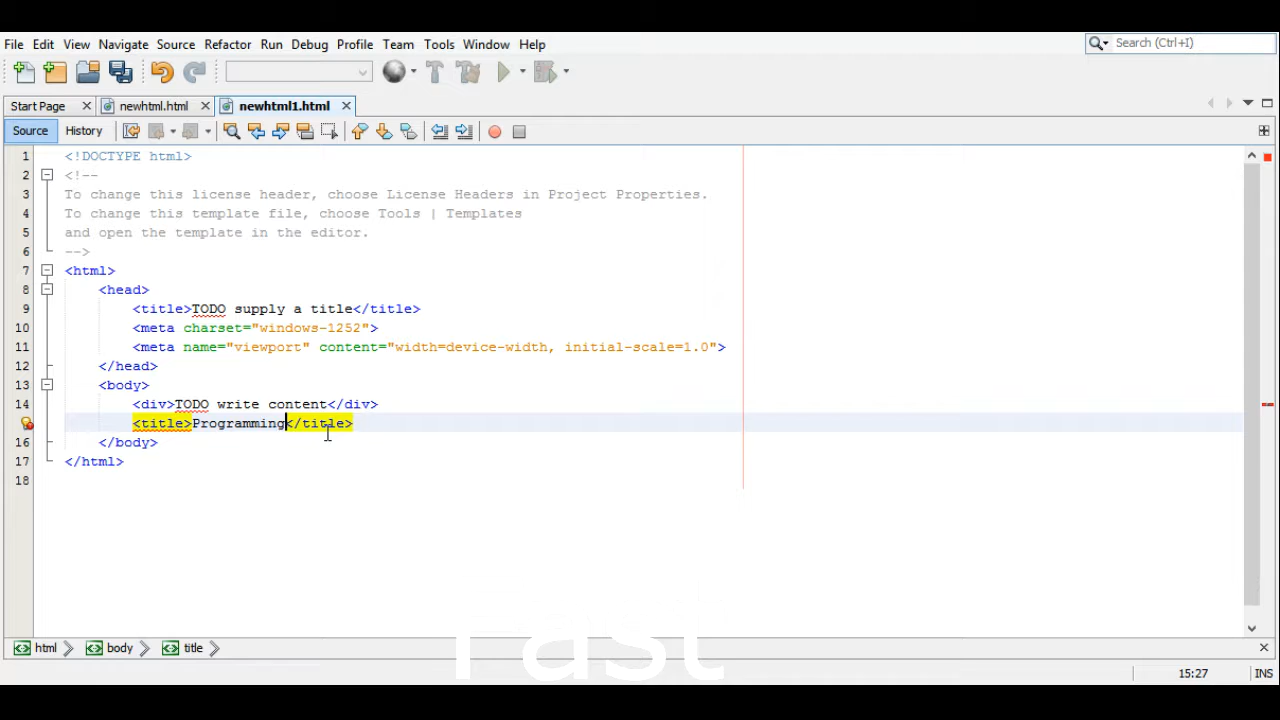 File Edit View Navigate Source Refactor Run Debug Profile Team Tools Window Help
Search (Ctrl+I)
Start Page newhtml.html newhtml1.html
Source History
1 <!DOCTYPE html>
2 <!--
3 To change this license header, choose License Headers in Project Properties.
4 To change this template file, choose Tools | Templates
5 and open the template in the editor.
6 -->
7 <html>
8 <head>
9 <title>TODO supply a title</title>
10 <meta charset="windows-1252">
11 <meta name="viewport" content="width=device-width, initial-scale=1.0">
12 </head>
13 <body>
14 <div>TODO write content</div>
<title>Programming</title>
16 </body>
17 </html>
18
html body title
Fast
15:27 INS